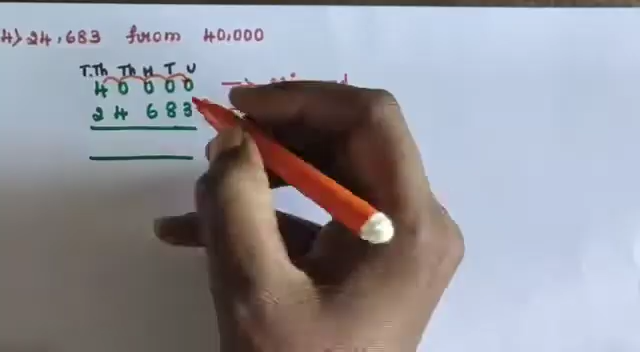 4) 24,683 from 40,000
T.Th Th H T U
4 0 0 0 0
2 4 6 8 3